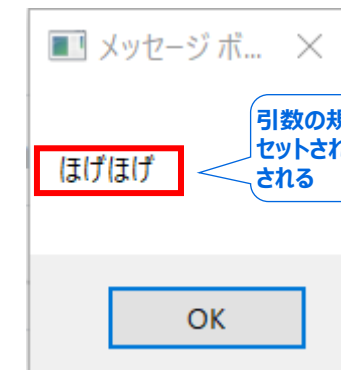 メッセージ ボ...
引数の規
セットされ
される
ほげほげ
OK